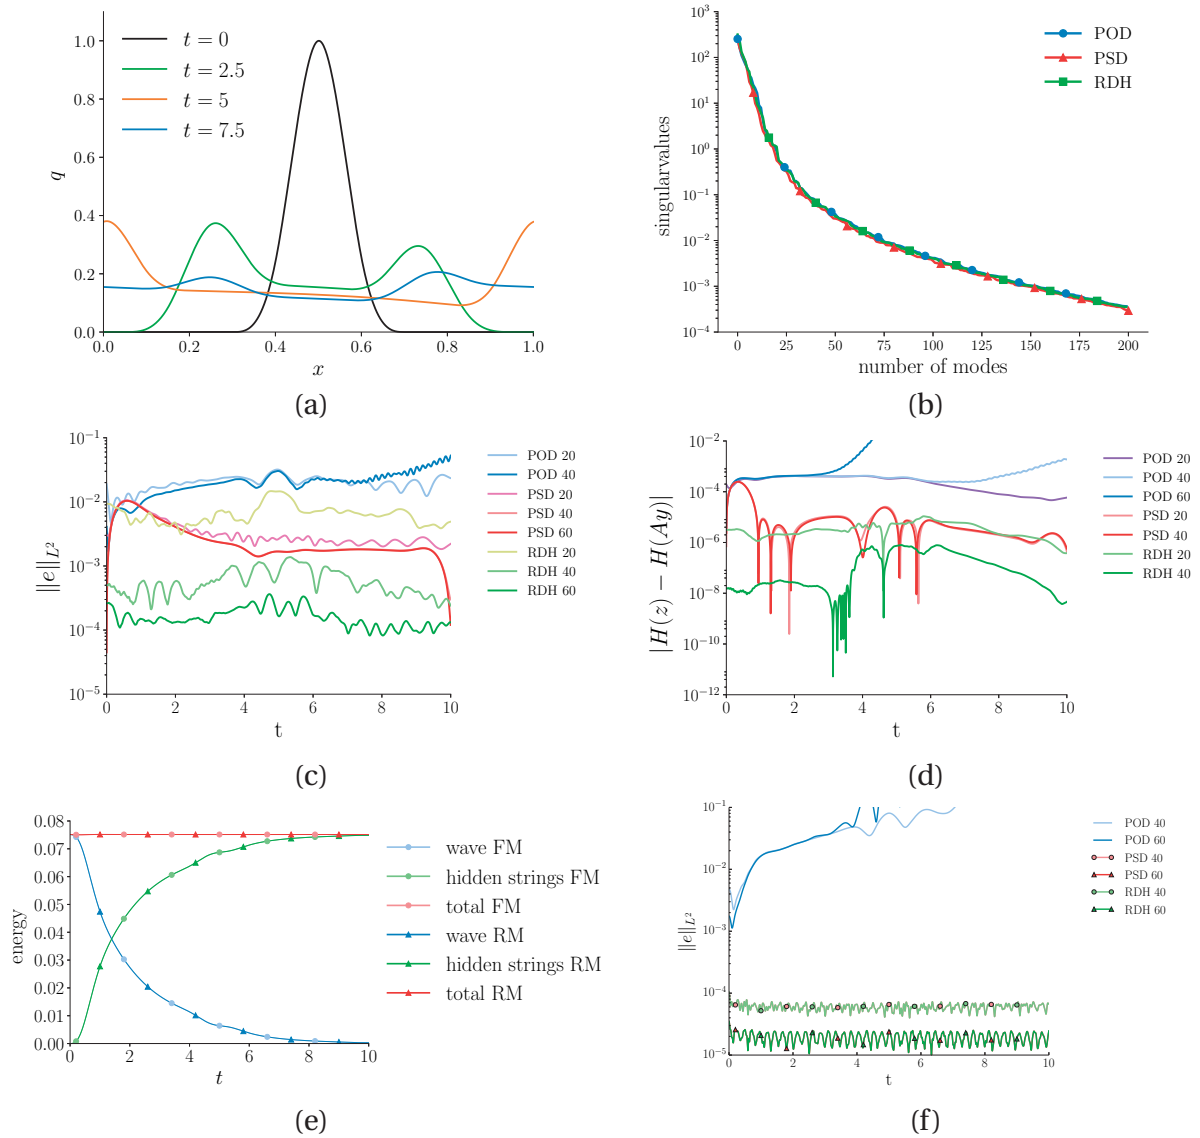 1.0
0.8
0.6
0.4
0.2
0.0
q
t = 0
t = 2.5
t = 5
t = 7.5
0.0 0.2 0.4 0.6 0.8 1.0
x
(a)
10^3
10^2
10^1
10^0
10^−1
10^−2
10^−3
10^−4
singularvalues
POD
PSD
RDH
0 25 50 75 100 125 150 175 200
number of modes
(b)
10^−1
10^−2
10^−3
10^−4
10^−5
||e||_{L^2}
POD 20
POD 40
PSD 20
PSD 40
PSD 60
RDH 20
RDH 40
RDH 60
0 2 4 6 8 10
t
(c)
10^−2
10^−4
10^−6
10^−8
10^−10
10^−12
|H(z) − H(Ay)|
POD 20
POD 40
POD 60
PSD 20
PSD 40
RDH 20
RDH 40
0 2 4 6 8 10
t
(d)
0.08
0.07
0.06
0.05
0.04
0.03
0.02
0.01
0.00
energy
wave FM
hidden strings FM
total FM
wave RM
hidden strings RM
total RM
0 2 4 6 8 10
t
(e)
10^−1
10^−2
10^−3
10^−4
10^−5
||e||_{L^2}
POD 40
POD 60
PSD 40
PSD 60
RDH 40
RDH 60
0 2 4 6 8 10
t
(f)